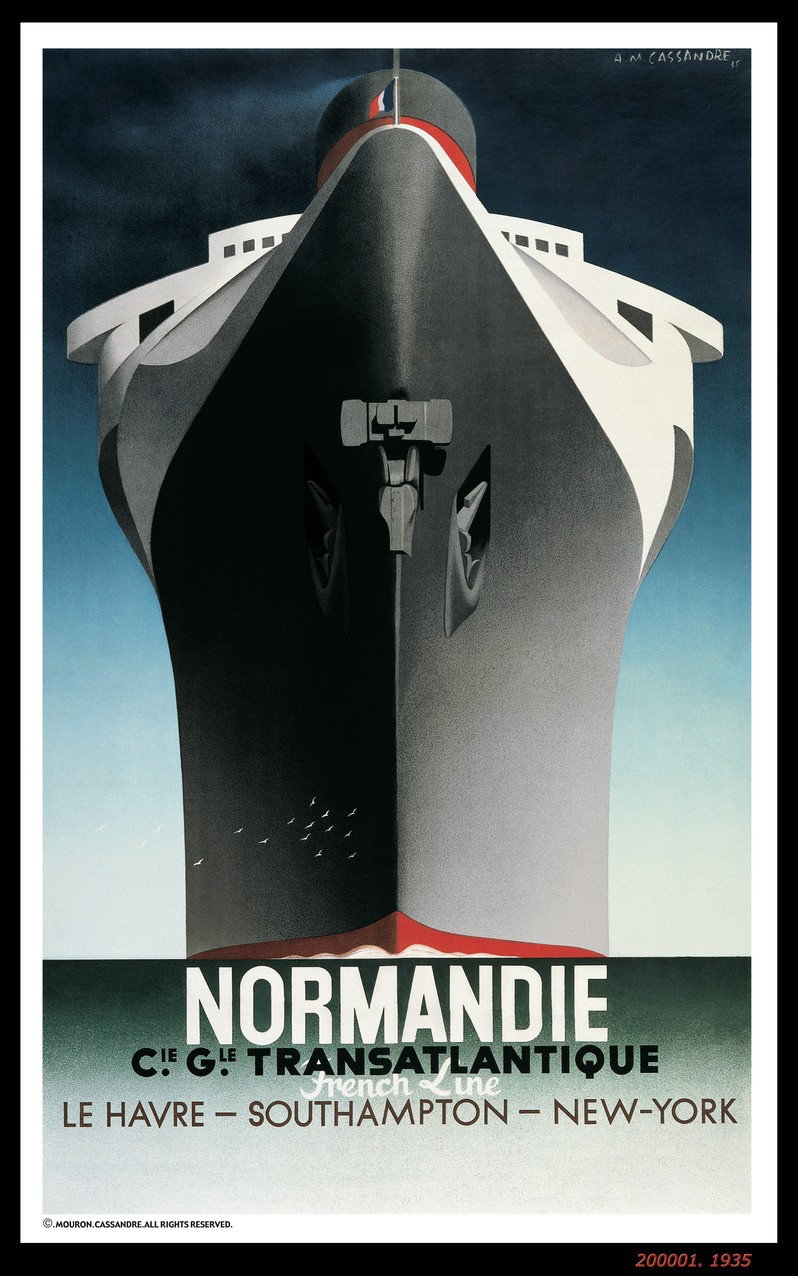 A.M CASSANDRE
35
NORMANDIE
CIE. GLE. TRANSATLANTIQUE
French Line
LE HAVRE – SOUTHAMPTON – NEW-YORK
©.MOURON.CASSANDRE.ALL RIGHTS RESERVED.
200001. 1935